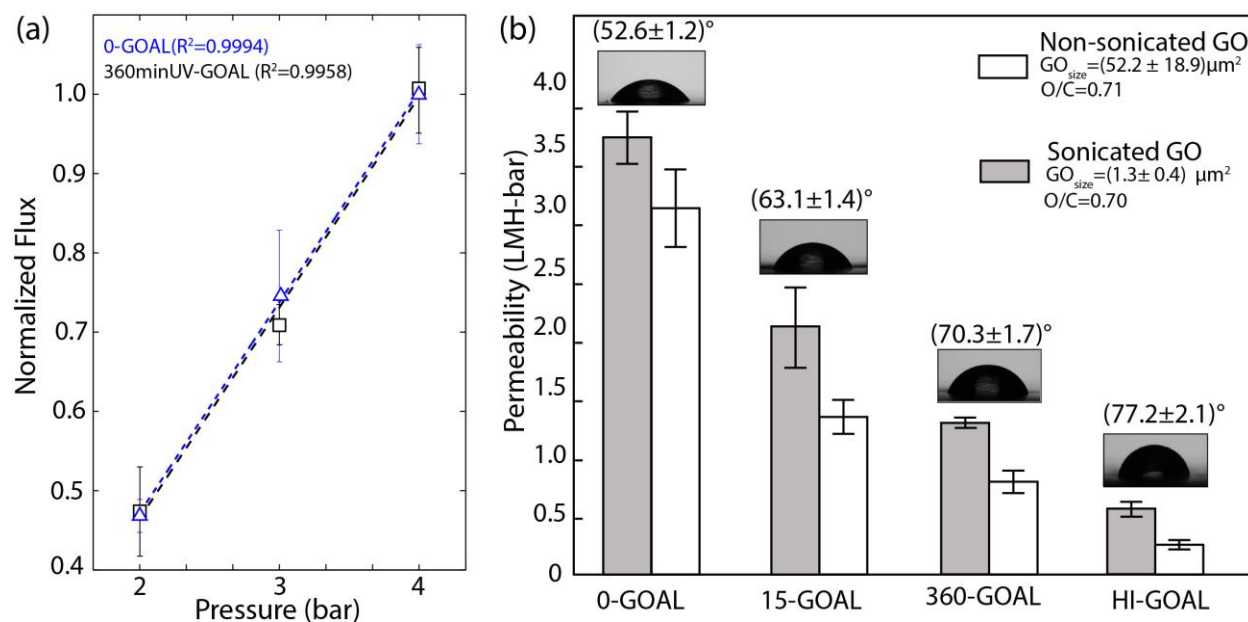 (a)
0-GOAL(R²=0.9994)
360minUV-GOAL (R²=0.9958)
Normalized Flux
1.0
0.9
0.8
0.7
0.6
0.5
0.4
2 3 4
Pressure (bar)
(b)
(52.6±1.2)°
(63.1±1.4)°
(70.3±1.7)°
(77.2±2.1)°
Non-sonicated GO
GOsize=(52.2 ± 18.9)µm²
O/C=0.71
Sonicated GO
GOsize=(1.3± 0.4) µm²
O/C=0.70
Permeability (LMH-bar)
4.0
3.5
3.0
2.5
2.0
1.5
1.0
0.5
0
0-GOAL 15-GOAL 360-GOAL HI-GOAL